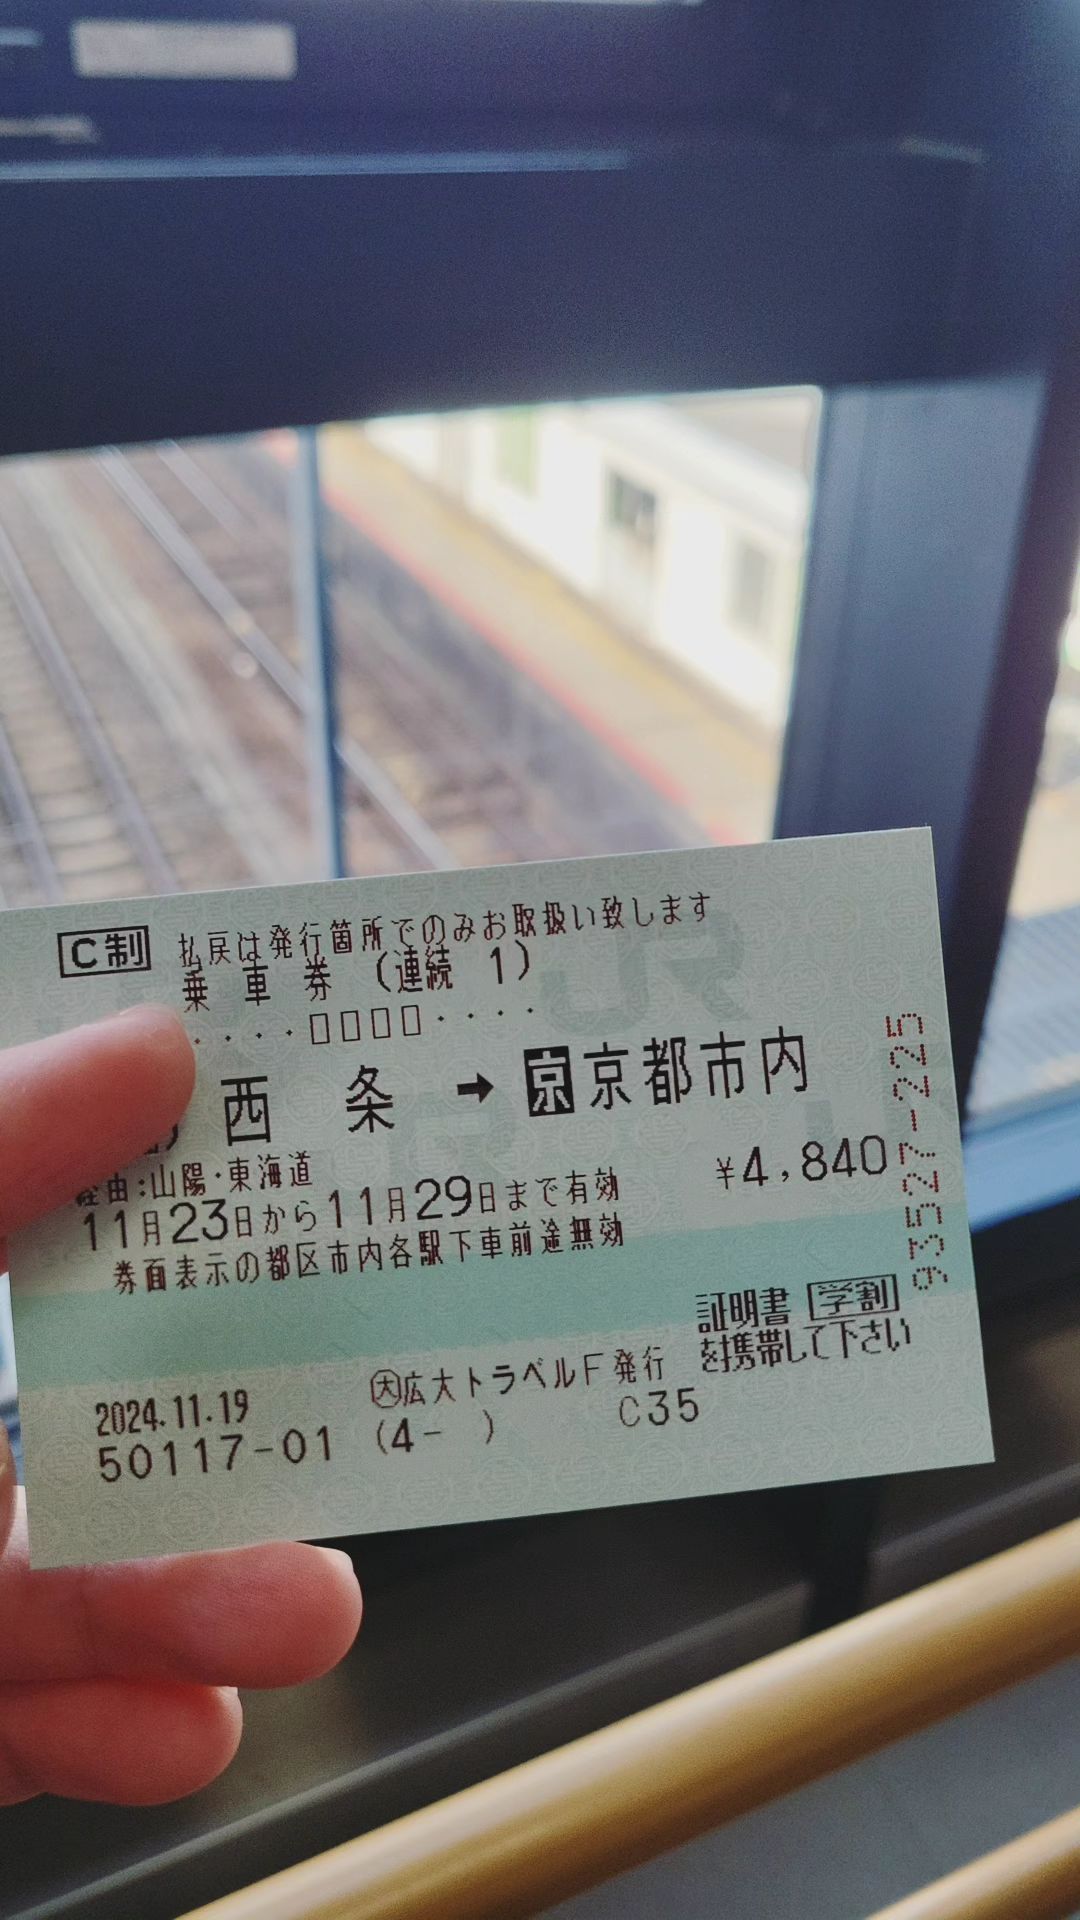 C制 払戻は発行箇所でのみお取扱い致します
乗車券 (連続 1)
....▯▯▯▯....
西 条 → 京 京都市内
経由:山陽・東海道
¥4,840
11月23日から11月29日まで有効
券面表示の都区市内各駅下車前途無効
証明書 学割
を携帯して下さい
2024.11.19 大広大トラベルF発行
50117-01 (4- ) C35
93527-225